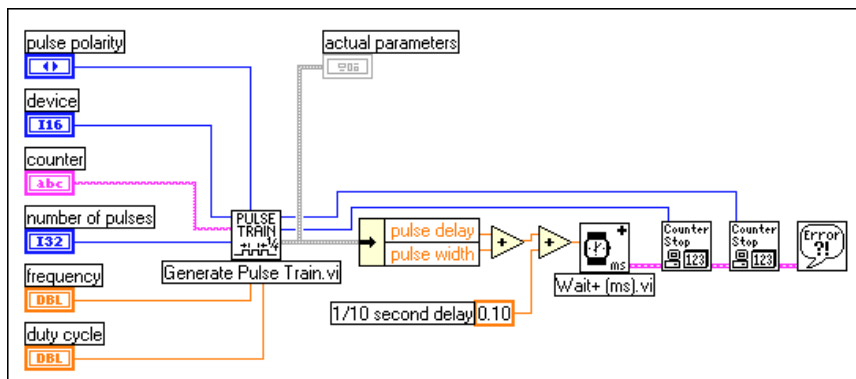 pulse polarity
actual parameters
device
I16
counter
abc
number of pulses
I32
PULSE
TRAIN
1/4
Generate Pulse Train.vi
frequency
DBL
duty cycle
DBL
pulse delay
pulse width
+
+
1/10 second delay
0.10
+
ms
Wait+ (ms).vi
Counter
Stop
123
Counter
Stop
123
Error
?!